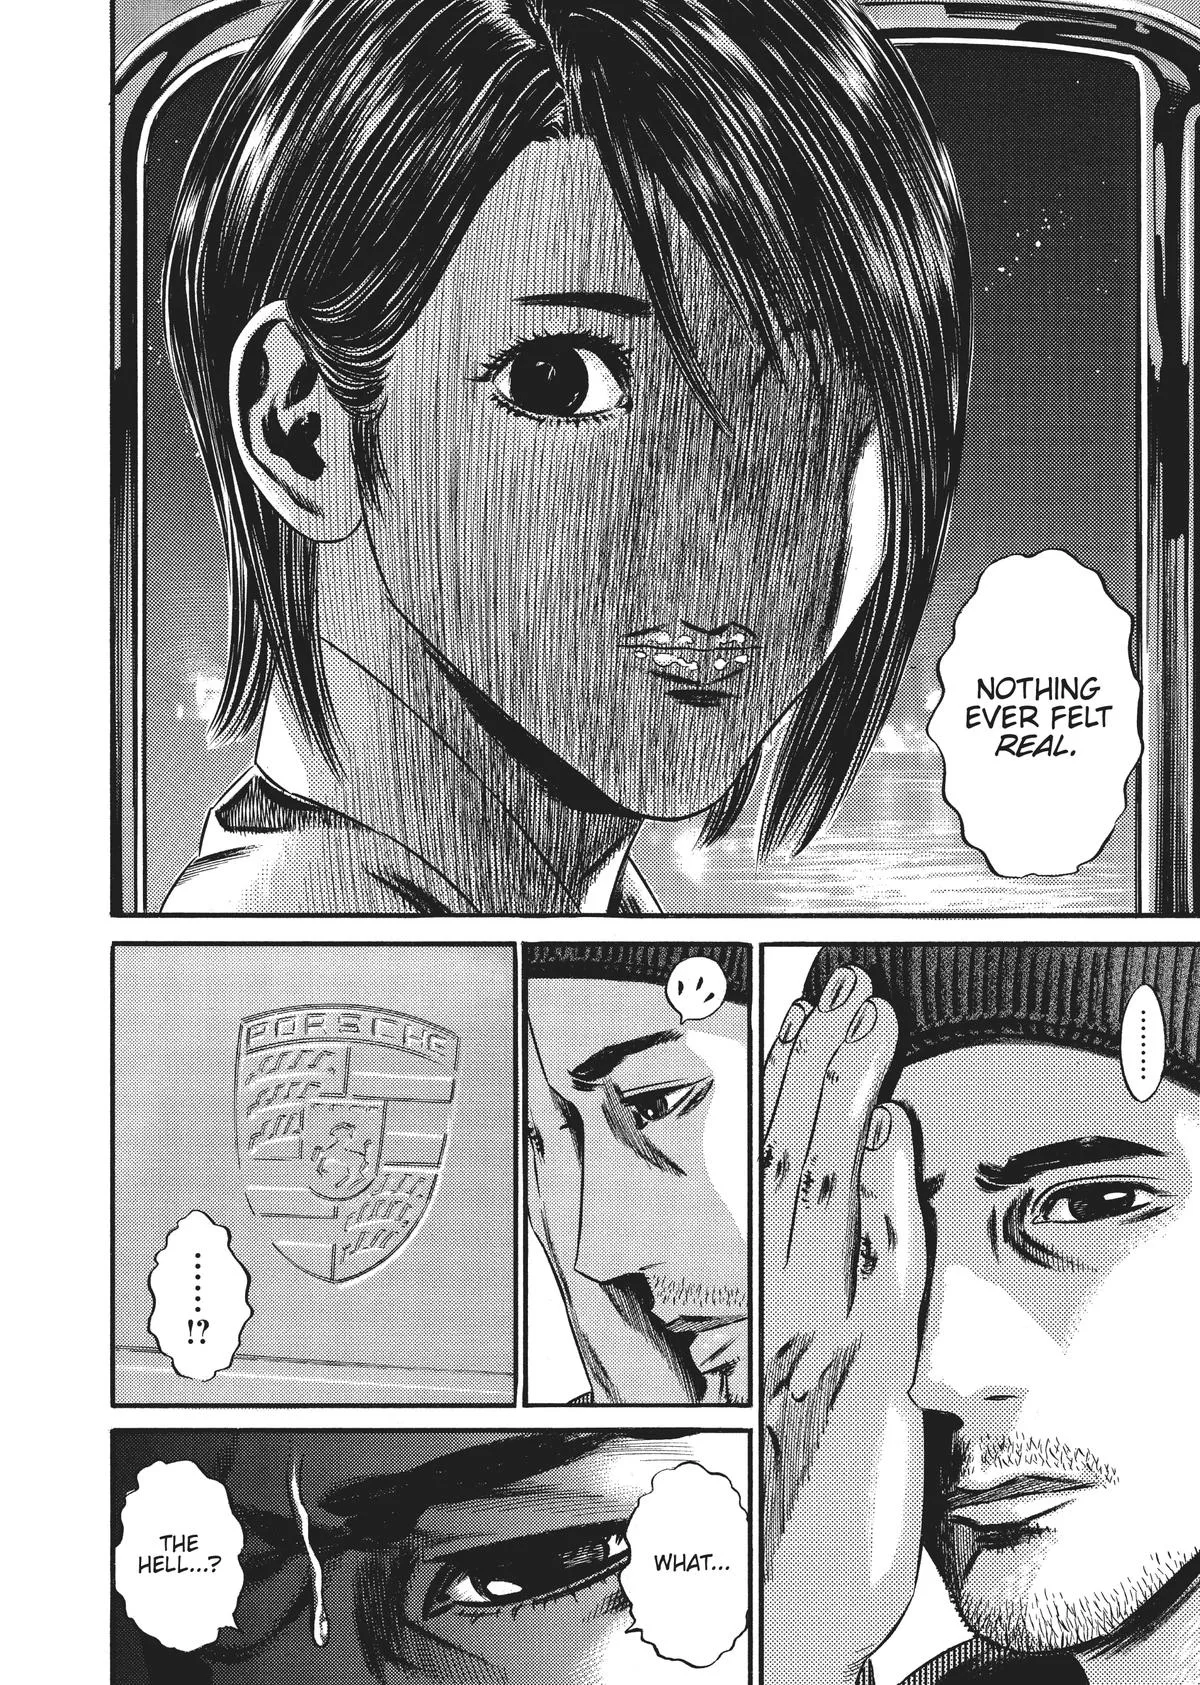 NOTHING
EVER FELT
REAL.
………
PORSCHE
……
!?
WHAT...
THE
HELL...?